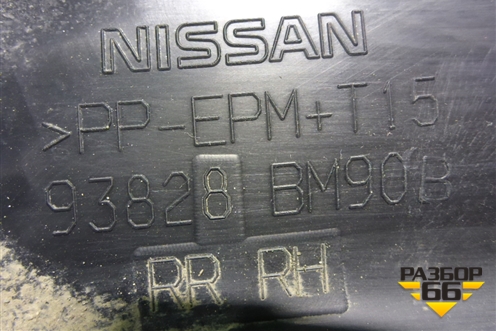 NISSAN
>PP-EPM+T15
93828 BM90B
RR RH
РАЗБОР
66